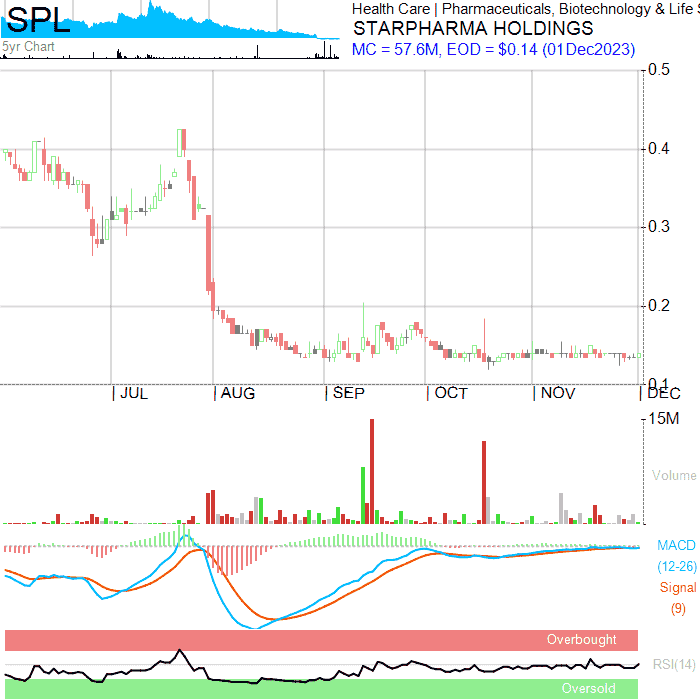 SPL
5yr Chart
Health Care | Pharmaceuticals, Biotechnology & Life S
STARPHARMA HOLDINGS
MC = 57.6M, EOD = $0.14 (01Dec2023)
0.5
0.4
0.3
0.2
0.1
JUL AUG SEP OCT NOV DEC
15M
Volume
MACD
(12-26)
Signal
(9)
Overbought
RSI(14)
Oversold